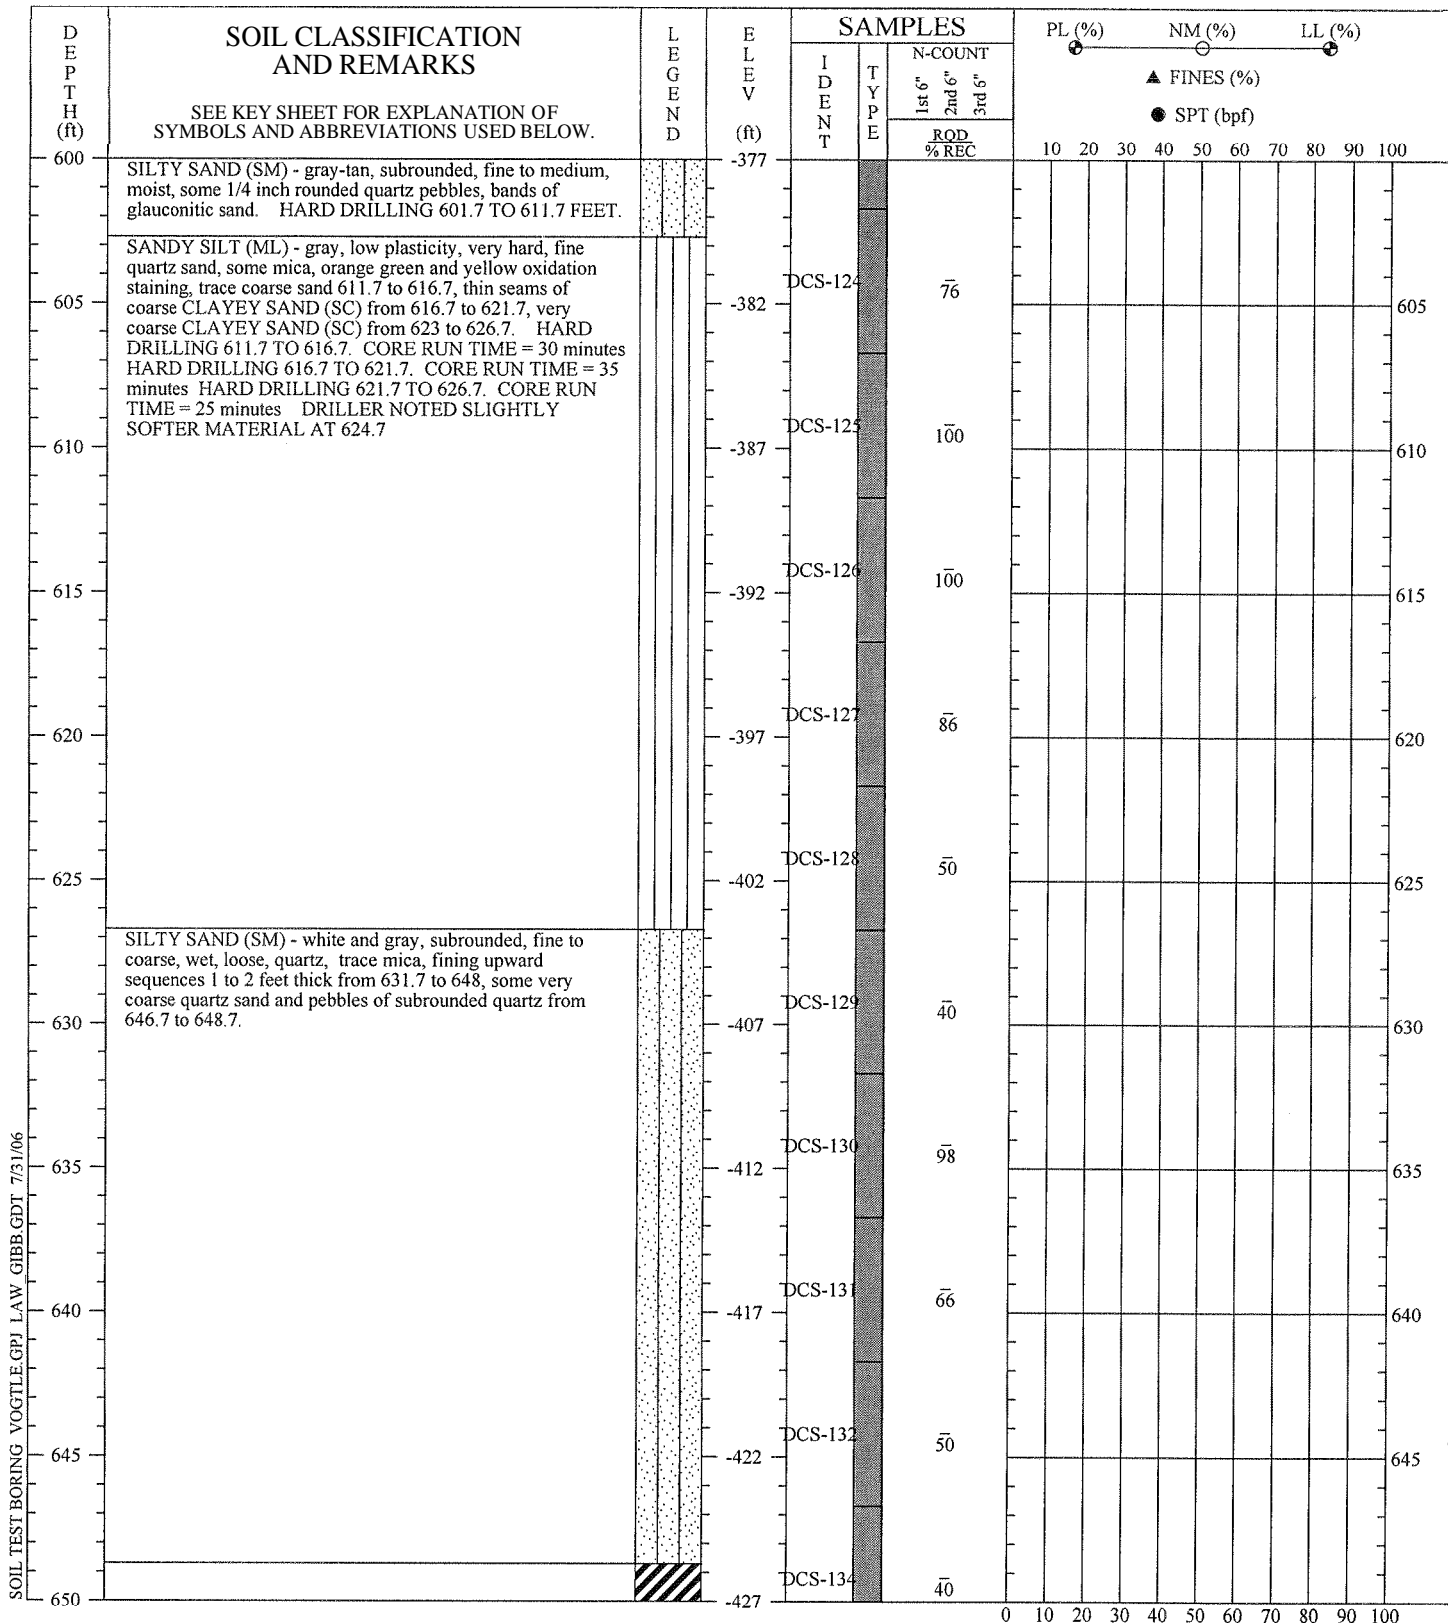 DEPTH (ft)
SOIL CLASSIFICATION
AND REMARKS
SEE KEY SHEET FOR EXPLANATION OF
SYMBOLS AND ABBREVIATIONS USED BELOW.
LEGEND
ELEV (ft)
SAMPLES
IDENT
TYPE
N-COUNT
1st 6"
2nd 6"
3rd 6"
RQD
% REC
PL (%) NM (%) LL (%)
▲ FINES (%)
● SPT (bpf)
10 20 30 40 50 60 70 80 90 100
600
SILTY SAND (SM) - gray-tan, subrounded, fine to medium,
moist, some 1/4 inch rounded quartz pebbles, bands of
glauconitic sand. HARD DRILLING 601.7 TO 611.7 FEET.
SANDY SILT (ML) - gray, low plasticity, very hard, fine
quartz sand, some mica, orange green and yellow oxidation
staining, trace coarse sand 611.7 to 616.7, thin seams of
coarse CLAYEY SAND (SC) from 616.7 to 621.7, very
coarse CLAYEY SAND (SC) from 623 to 626.7. HARD
DRILLING 611.7 TO 616.7. CORE RUN TIME = 30 minutes
HARD DRILLING 616.7 TO 621.7. CORE RUN TIME = 35
minutes HARD DRILLING 621.7 TO 626.7. CORE RUN
TIME = 25 minutes DRILLER NOTED SLIGHTLY
SOFTER MATERIAL AT 624.7
SILTY SAND (SM) - white and gray, subrounded, fine to
coarse, wet, loose, quartz, trace mica, fining upward
sequences 1 to 2 feet thick from 631.7 to 648, some very
coarse quartz sand and pebbles of subrounded quartz from
646.7 to 648.7.
605
610
615
620
625
630
635
640
645
650
-377
-382
-387
-392
-397
-402
-407
-412
-417
-422
-427
DCS-124
DCS-125
DCS-126
DCS-127
DCS-128
DCS-129
DCS-130
DCS-131
DCS-132
DCS-134
76
100
100
86
50
40
98
66
50
40
605
610
615
620
625
630
635
640
645
0 10 20 30 40 50 60 70 80 90 100
SOIL TEST BORING VOGTLE.GPJ LAW_GIBB.GDT 7/31/06